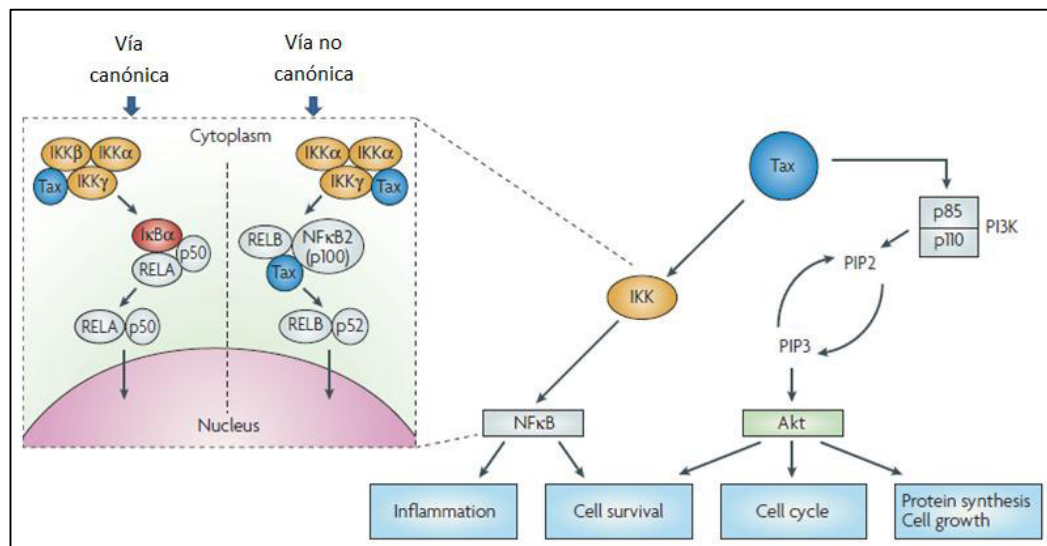 Vía
canónica
Vía no
canónica
Cytoplasm
IKKβ
IKKα
Tax
IKKγ
IKKα
IKKα
IKKγ
Tax
IκBα
p50
RELA
RELB
NFκB2
(p100)
Tax
RELA
p50
RELB
p52
Nucleus
Tax
p85
p110
PI3K
PIP2
IKK
PIP3
NFκB
Akt
Inflammation
Cell survival
Cell cycle
Protein synthesis
Cell growth